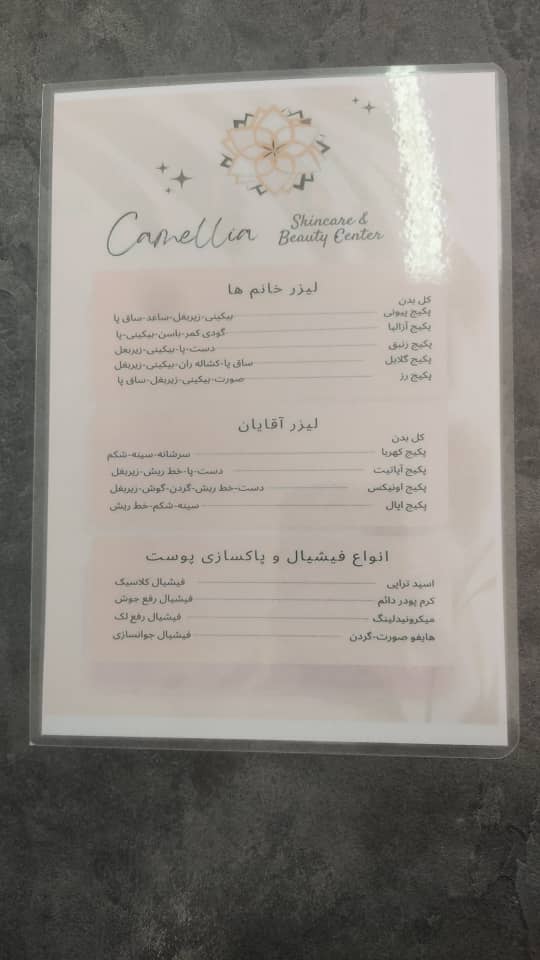 Camellia
Skincare &
Beauty Center
لیزر خانم ها
کل بدن
پکیج پیونی بیکینی-زیربغل-ساعد-ساق پا
پکیج آزالیا گودی کمر-باسن-بیکینی-پا
پکیج زنبق دست-پا-بیکینی-زیربغل
پکیج گلایل ساق پا-کشاله ران-بیکینی-زیربغل
پکیج رز صورت-بیکینی-زیربغل-ساق پا
لیزر آقایان
کل بدن
پکیج کهربا سرشانه-سینه-شکم
پکیج آپاتیت دست-پا-خط ریش-زیربغل
پکیج اونیکس دست-خط ریش-گردن-گوش-زیربغل
پکیج اپال سینه-شکم-خط ریش
انواع فیشیال و پاکسازی پوست
اسید تراپی فیشیال کلاسیک
کرم پودر دائم فیشیال رفع جوش
میکرونیدلینگ فیشیال رفع لک
هایفو صورت-گردن فیشیال جوانسازی